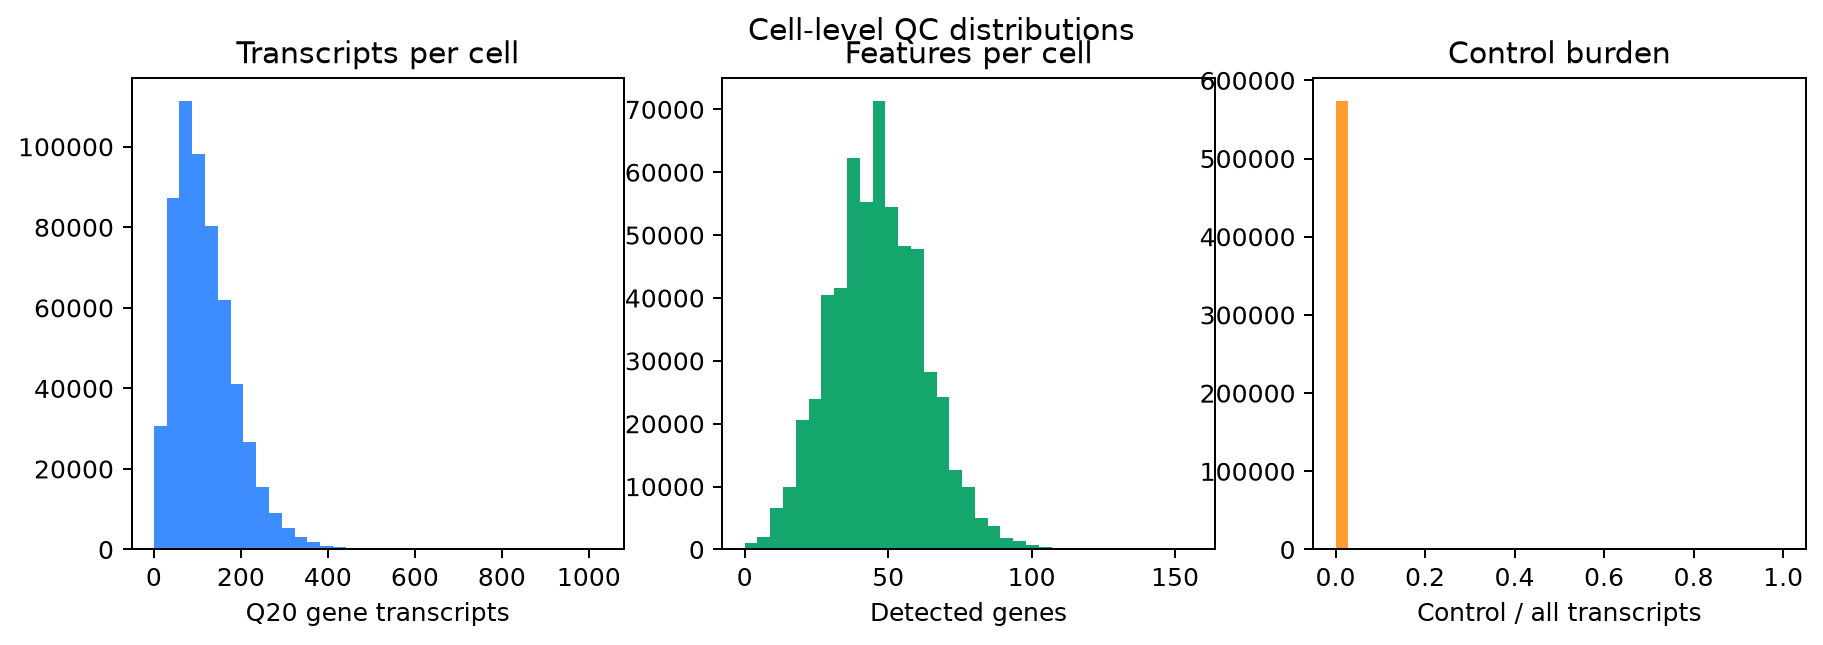 Cell-level QC distributions
Transcripts per cell
100000
80000
60000
40000
20000
0
0 200 400 600 800 1000
Q20 gene transcripts
Features per cell
70000
60000
50000
40000
30000
20000
10000
0
0 50 100 150
Detected genes
Control burden
600000
500000
400000
300000
200000
100000
0
0.0 0.2 0.4 0.6 0.8 1.0
Control / all transcripts